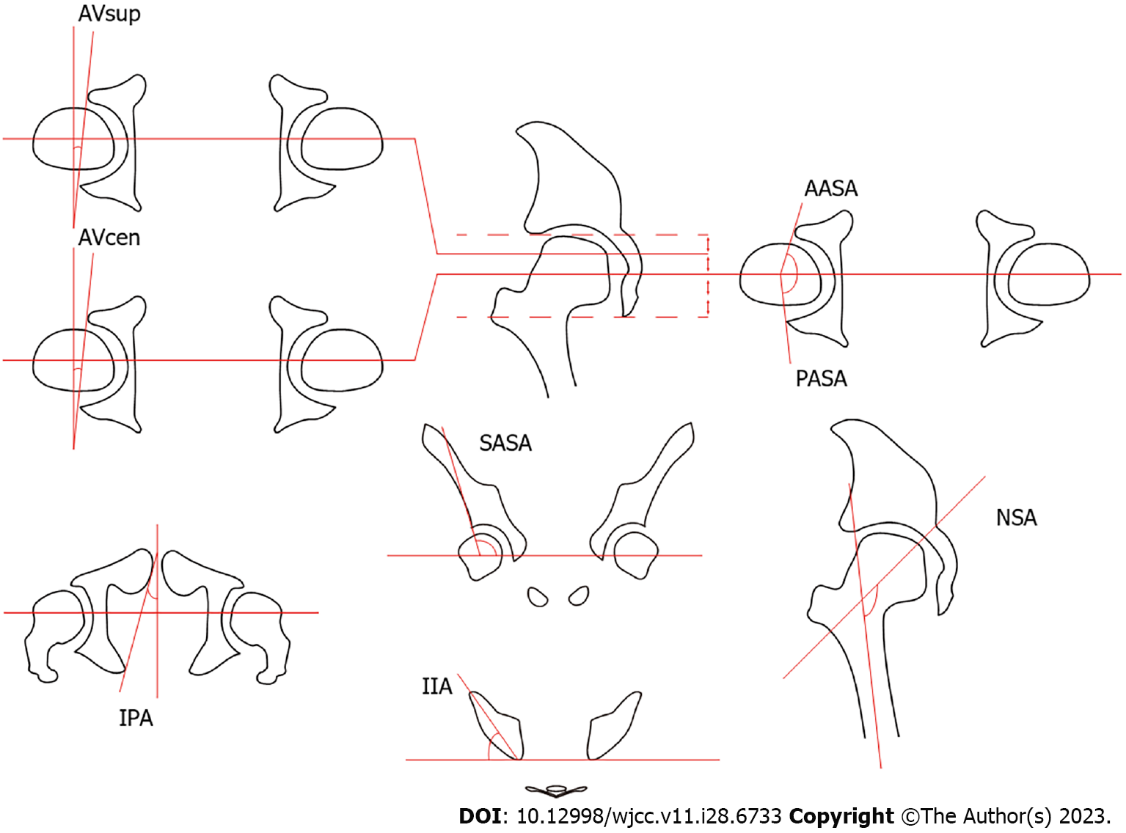 AVsup
AVcen
AASA
PASA
SASA
NSA
IPA
IIA
DOI: 10.12998/wjcc.v11.i28.6733 Copyright ©The Author(s) 2023.